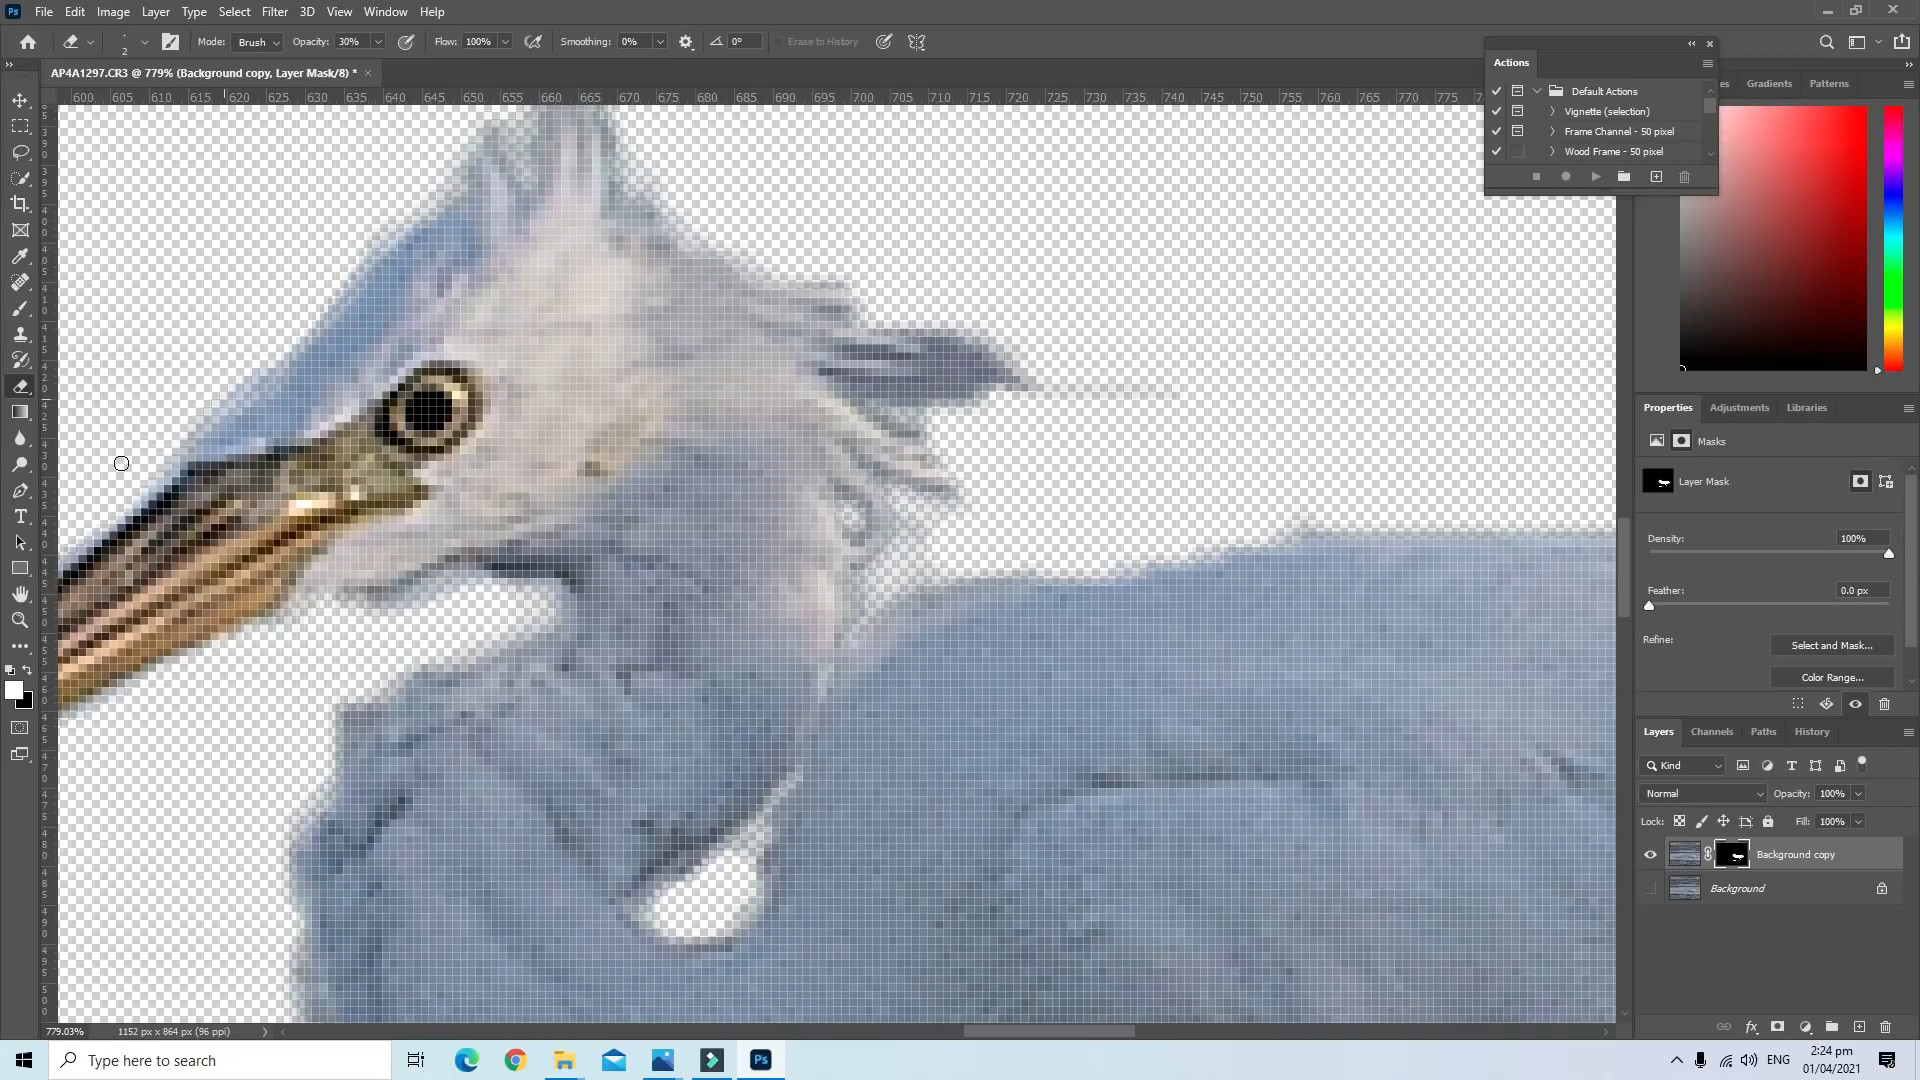 Ps File Edit Image Layer Type Select Filter 3D View Window Help
2 Mode: Brush Opacity: 30% Flow: 100% Smoothing: 0% 0° Erase to History
AP4A1297.CR3 @ 779% (Background copy, Layer Mask/8) *
600 605 610 615 620 625 630 635 640 645 650 655 660 665 670 675 680 685 690 695 700 705 710 715 720 725 730 735 740 745 750 755 760 765 770 775
Actions
Default Actions
Vignette (selection)
Frame Channel - 50 pixel
Wood Frame - 50 pixel
Gradients Patterns
Properties Adjustments Libraries
Masks
Layer Mask
Density: 100%
Feather: 0.0 px
Refine: Select and Mask...
Color Range...
Layers Channels Paths History
Kind
Normal Opacity: 100%
Lock: Fill: 100%
Background copy
Background
779.03% 1152 px x 864 px (96 ppi)
Type here to search
Ps
ENG
2:24 pm
01/04/2021